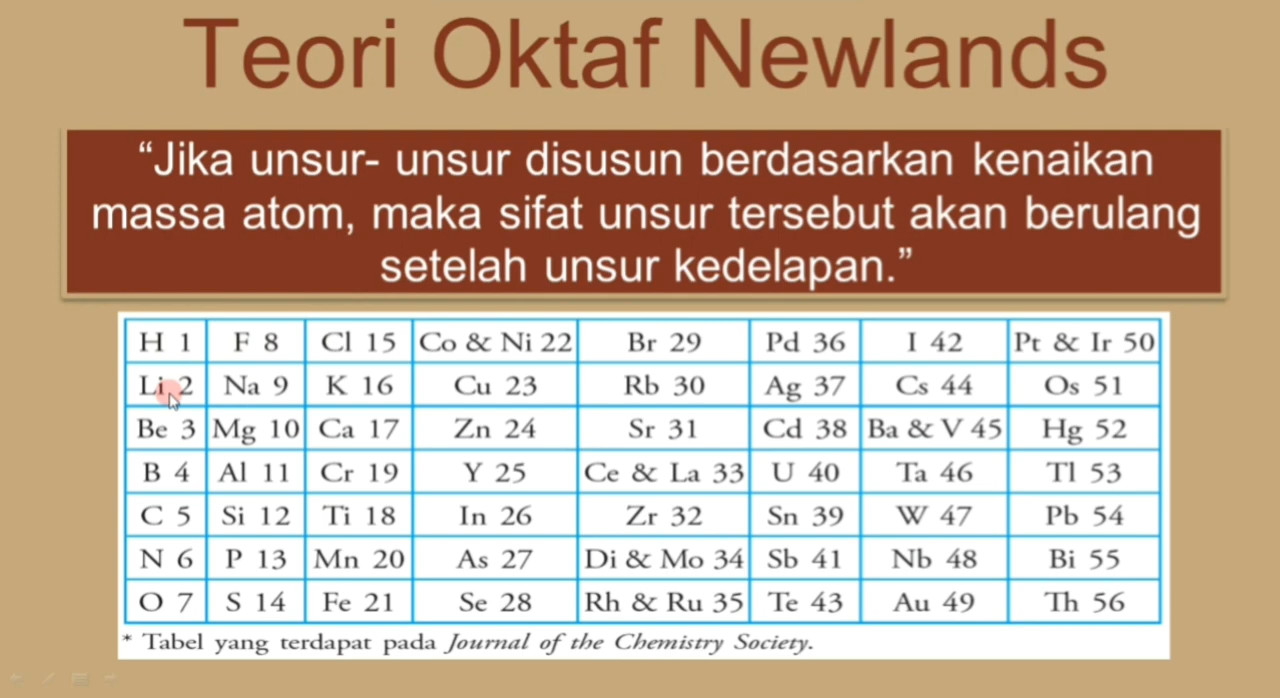 Teori Oktaf Newlands
“Jika unsur- unsur disusun berdasarkan kenaikan
massa atom, maka sifat unsur tersebut akan berulang
setelah unsur kedelapan.”
H 1 F 8 Cl 15 Co & Ni 22 Br 29 Pd 36 I 42 Pt & Ir 50
Li 2 Na 9 K 16 Cu 23 Rb 30 Ag 37 Cs 44 Os 51
Be 3 Mg 10 Ca 17 Zn 24 Sr 31 Cd 38 Ba & V 45 Hg 52
B 4 Al 11 Cr 19 Y 25 Ce & La 33 U 40 Ta 46 Tl 53
C 5 Si 12 Ti 18 In 26 Zr 32 Sn 39 W 47 Pb 54
N 6 P 13 Mn 20 As 27 Di & Mo 34 Sb 41 Nb 48 Bi 55
O 7 S 14 Fe 21 Se 28 Rh & Ru 35 Te 43 Au 49 Th 56
* Tabel yang terdapat pada Journal of the Chemistry Society.